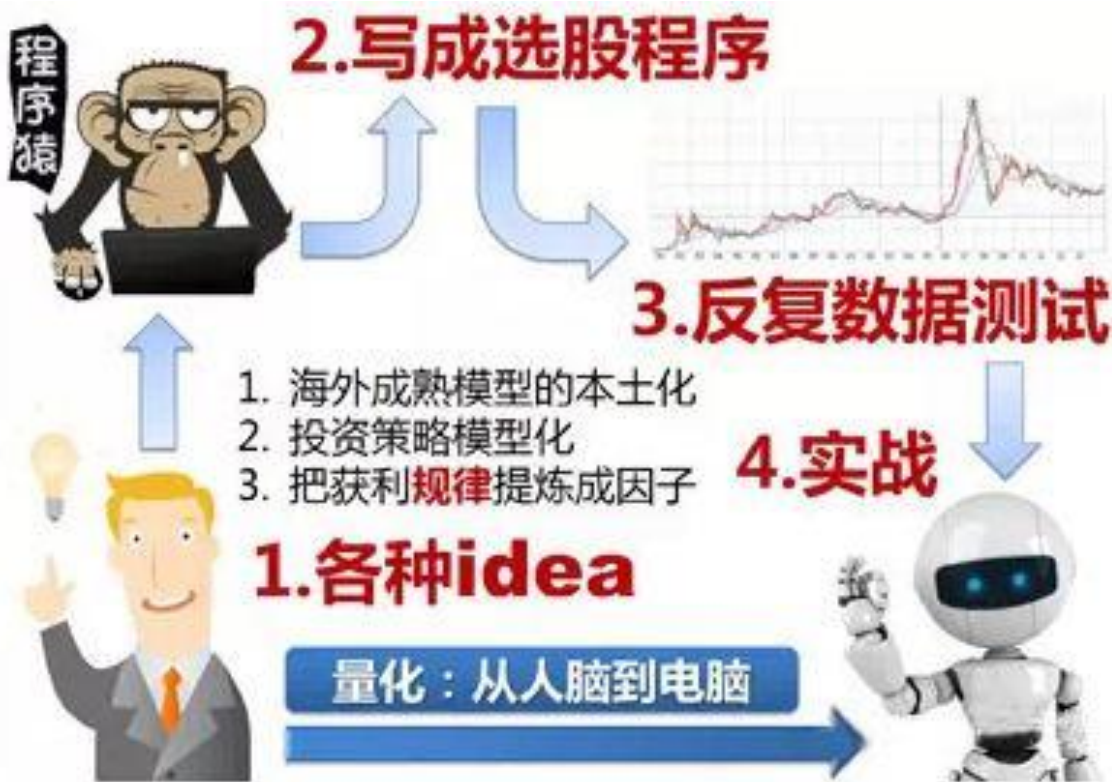 程序猿
2.写成选股程序
3.反复数据测试
1. 海外成熟模型的本土化
2. 投资策略模型化
3. 把获利规律提炼成因子
4.实战
1.各种idea
量化：从人脑到电脑